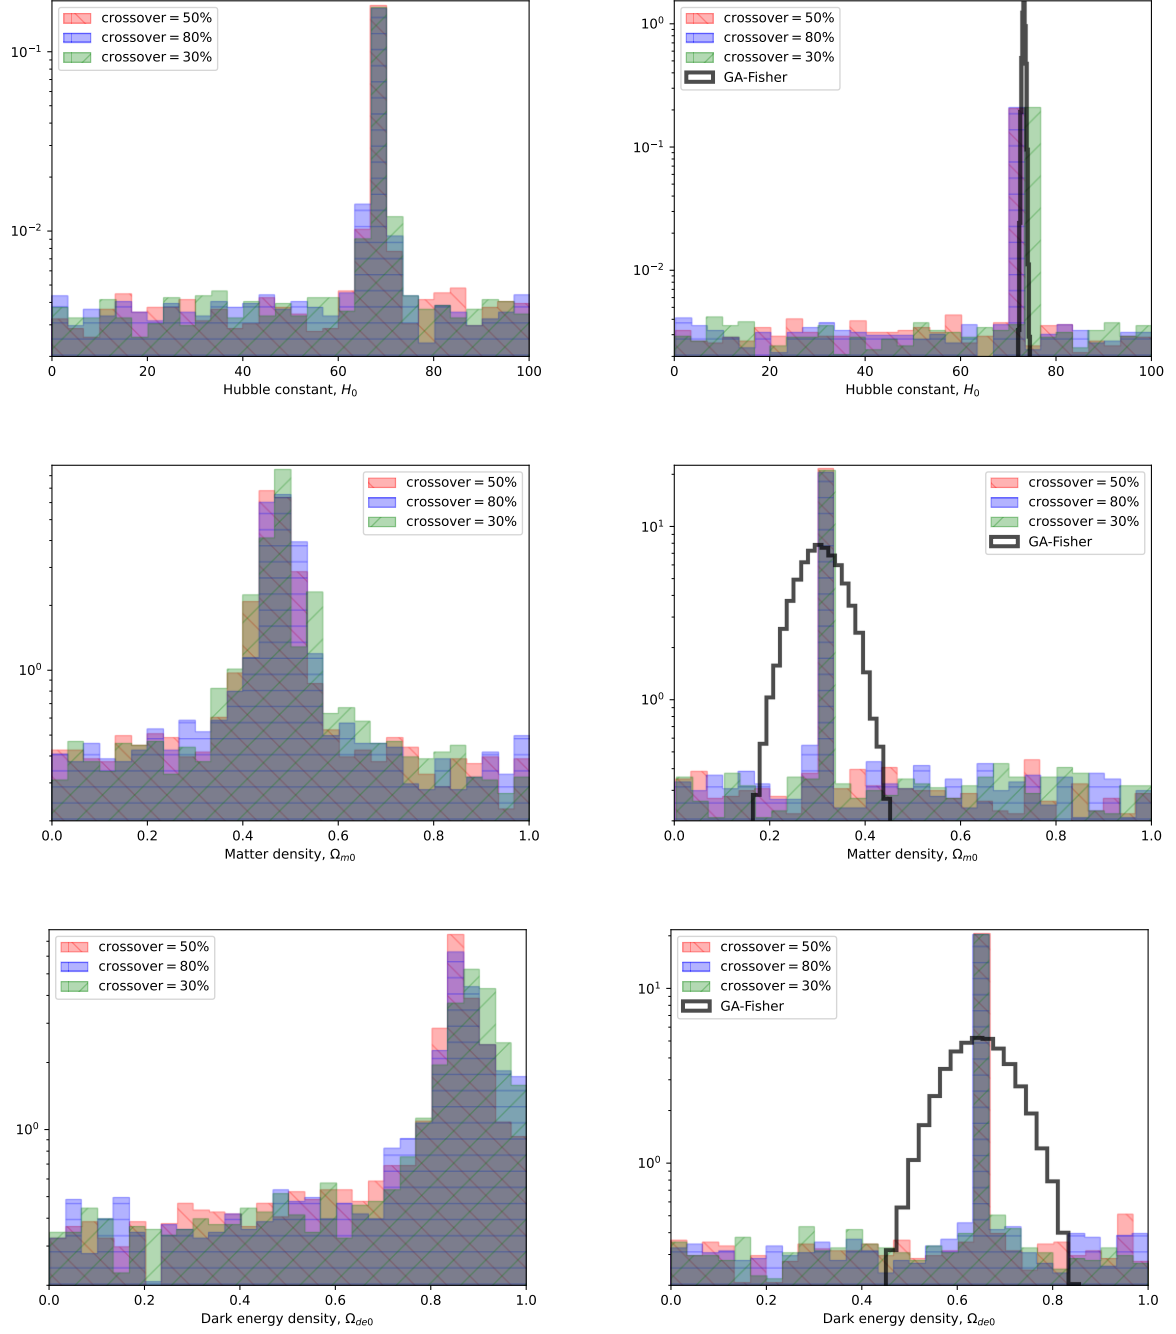 crossover = 50%
crossover = 80%
crossover = 30%
10⁻¹
10⁻²
0 20 40 60 80 100
Hubble constant, H₀
crossover = 50%
crossover = 80%
crossover = 30%
GA-Fisher
10⁰
10⁻¹
10⁻²
0 20 40 60 80 100
Hubble constant, H₀
crossover = 50%
crossover = 80%
crossover = 30%
10⁰
0.0 0.2 0.4 0.6 0.8 1.0
Matter density, Ωₘ₀
crossover = 50%
crossover = 80%
crossover = 30%
GA-Fisher
10¹
10⁰
0.0 0.2 0.4 0.6 0.8 1.0
Matter density, Ωₘ₀
crossover = 50%
crossover = 80%
crossover = 30%
10⁰
0.0 0.2 0.4 0.6 0.8 1.0
Dark energy density, Ω_de0
crossover = 50%
crossover = 80%
crossover = 30%
GA-Fisher
10¹
10⁰
0.0 0.2 0.4 0.6 0.8 1.0
Dark energy density, Ω_de0